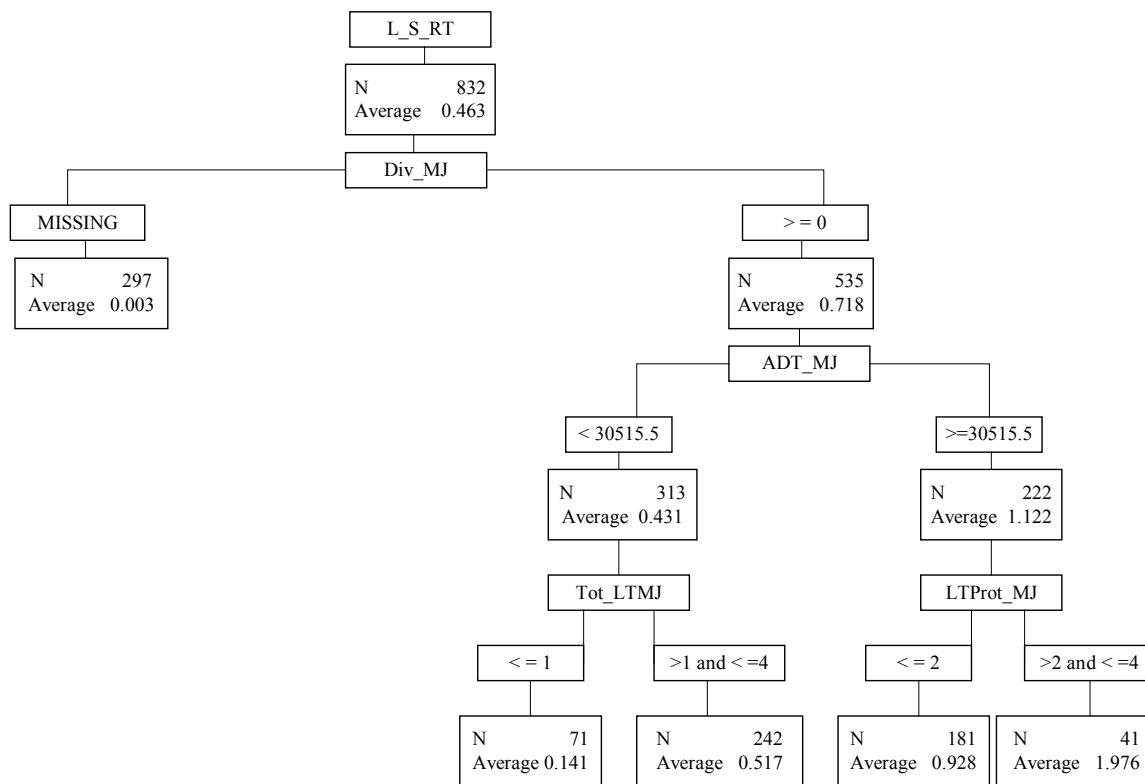 L_S_RT
N 832
Average 0.463
Div_MJ
MISSING
> = 0
N 297
Average 0.003
N 535
Average 0.718
ADT_MJ
< 30515.5
>=30515.5
N 313
Average 0.431
N 222
Average 1.122
Tot_LTMJ
LTProt_MJ
< = 1
>1 and < =4
< = 2
>2 and < =4
N 71
Average 0.141
N 242
Average 0.517
N 181
Average 0.928
N 41
Average 1.976